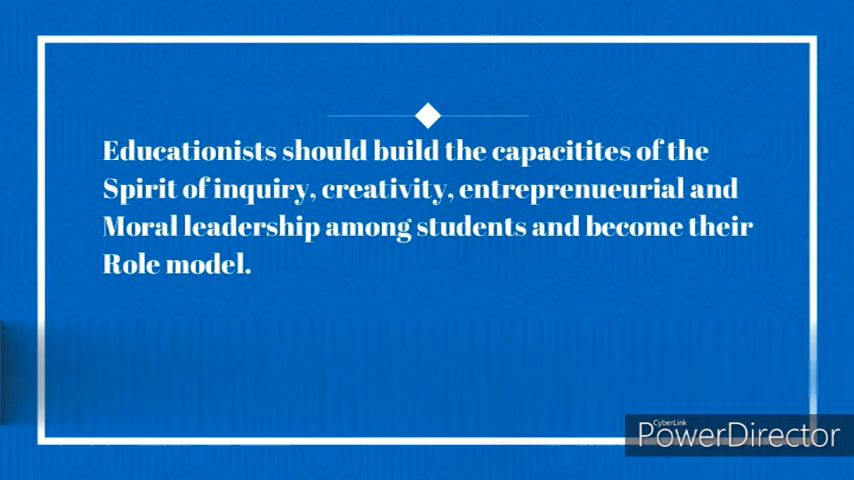 Educationists should build the capacitites of the
Spirit of inquiry, creativity, entreprenueurial and
Moral leadership among students and become their
Role model.
CyberLink
PowerDirector